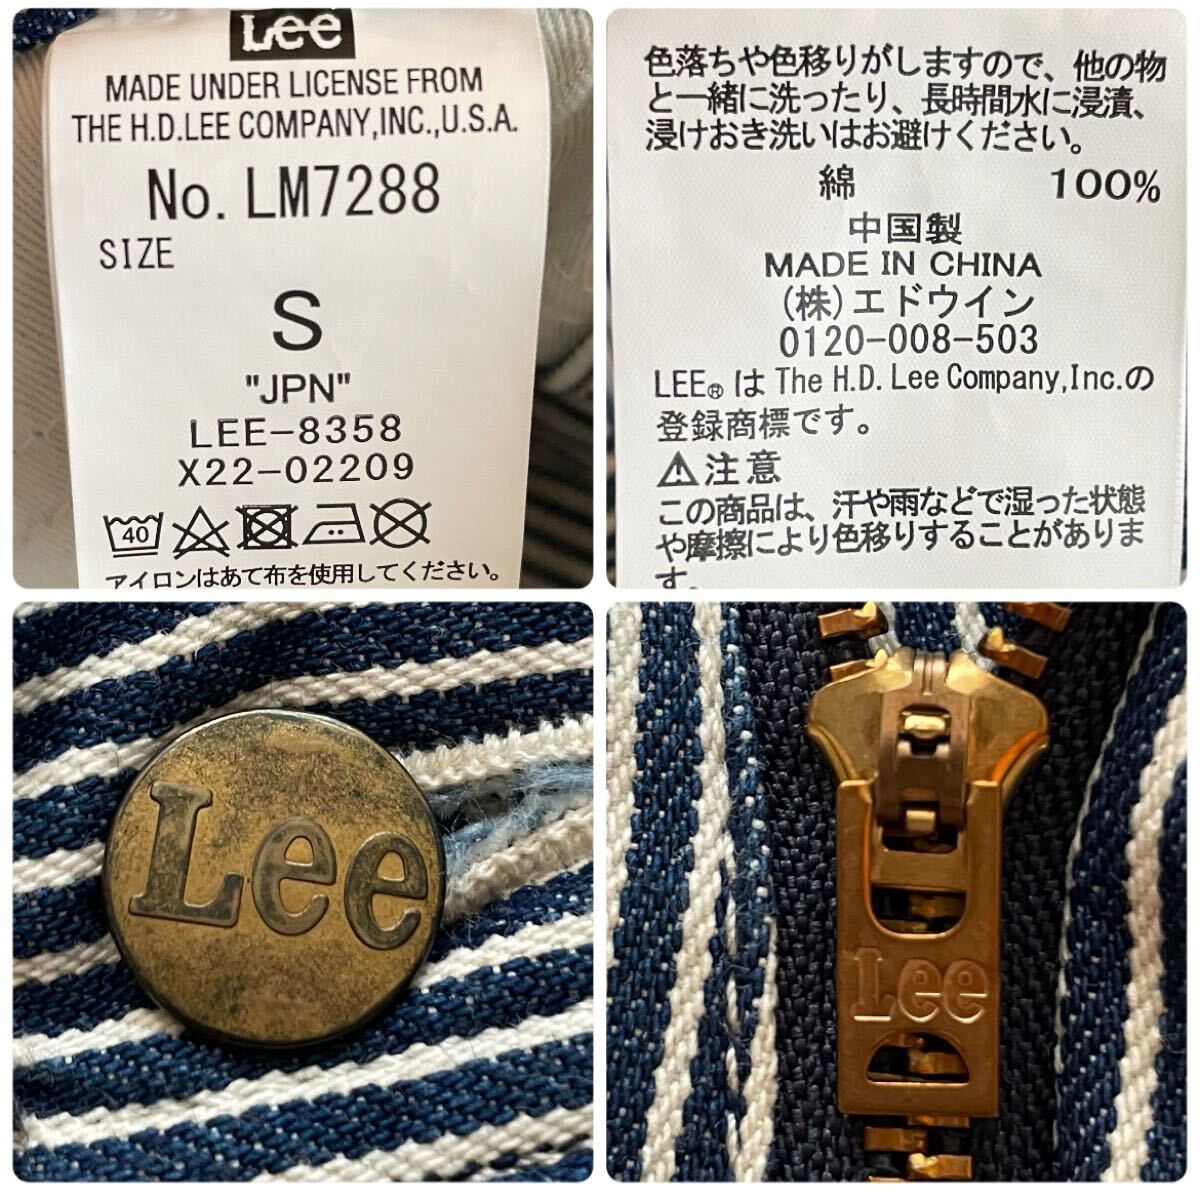 Lee
MADE UNDER LICENSE FROM
THE H.D.LEE COMPANY,INC.,U.S.A.
No. LM7288
SIZE
S
"JPN"
LEE-8358
X22-02209
40
アイロンはあて布を使用してください。
色落ちや色移りがしますので、他の物
と一緒に洗ったり、長時間水に浸漬、
浸けおき洗いはお避けください。
綿 100%
中国製
MADE IN CHINA
(株)エドウイン
0120-008-503
LEE® は The H.D. Lee Company,Inc.の
登録商標です。
⚠注意
この商品は、汗や雨などで湿った状態
や摩擦により色移りすることがありま
す。
Lee
Lee